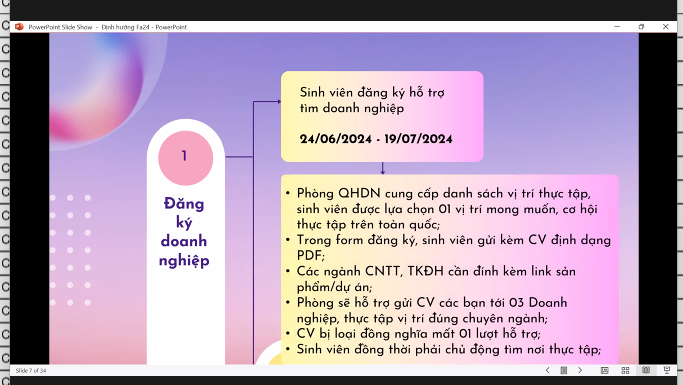 PowerPoint Slide Show - Định hướng Fa24 - PowerPoint
Sinh viên đăng ký hỗ trợ
tìm doanh nghiệp
24/06/2024 - 19/07/2024
1
Đăng
ký
doanh
nghiệp
• Phòng QHDN cung cấp danh sách vị trí thực tập,
sinh viên được lựa chọn 01 vị trí mong muốn, cơ hội
thực tập trên toàn quốc;
• Trong form đăng ký, sinh viên gửi kèm CV định dạng
PDF;
• Các ngành CNTT, TKĐH cần đính kèm link sản
phẩm/dự án;
• Phòng sẽ hỗ trợ gửi CV các bạn tới 03 Doanh
nghiệp, thực tập vị trí đúng chuyên ngành;
• CV bị loại đồng nghĩa mất 01 lượt hỗ trợ;
• Sinh viên đồng thời phải chủ động tìm nơi thực tập;
Slide 7 of 34